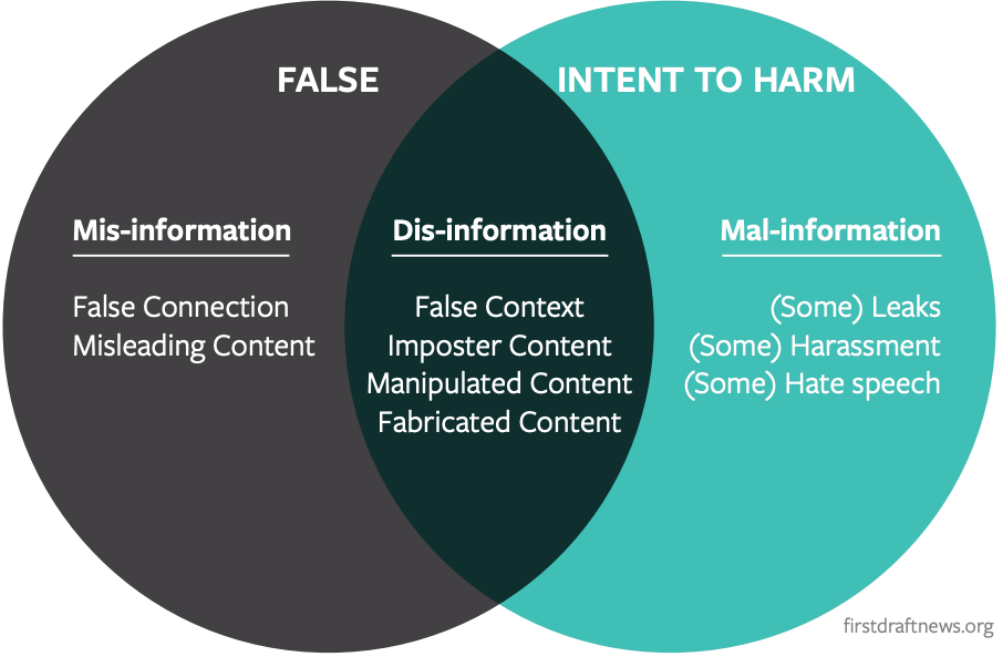 FALSE
INTENT TO HARM
Mis-information
False Connection
Misleading Content
Dis-information
False Context
Imposter Content
Manipulated Content
Fabricated Content
Mal-information
(Some) Leaks
(Some) Harassment
(Some) Hate speech
firstdraftnews.org